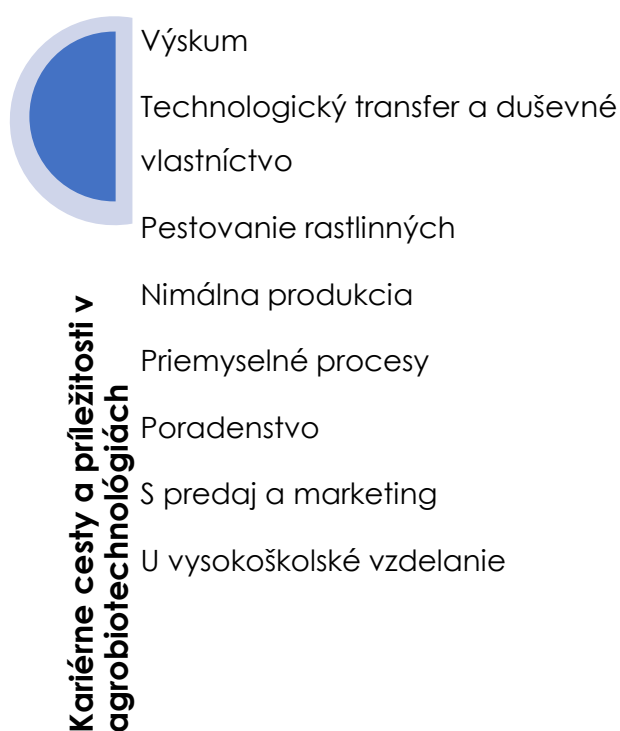 Výskum
Technologický transfer a duševné
vlastníctvo
Pestovanie rastlinných
Nimálna produkcia
Priemyselné procesy
Poradenstvo
S predaj a marketing
U vysokoškolské vzdelanie
Kariérne cesty a príležitosti v
agrobiotechnológiách